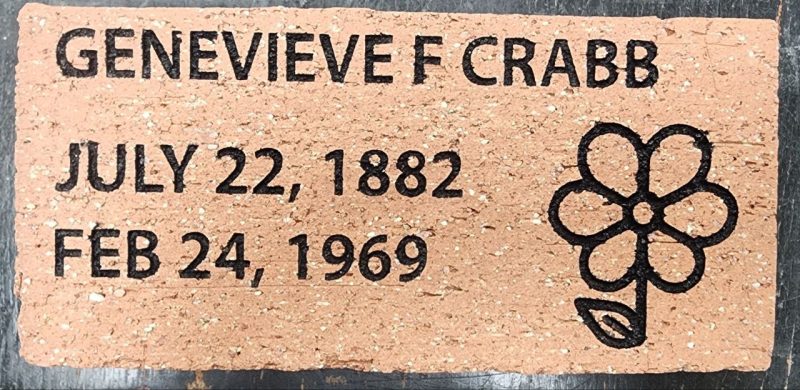 GENEVIEVE F CRABB
JULY 22, 1882
FEB 24, 1969